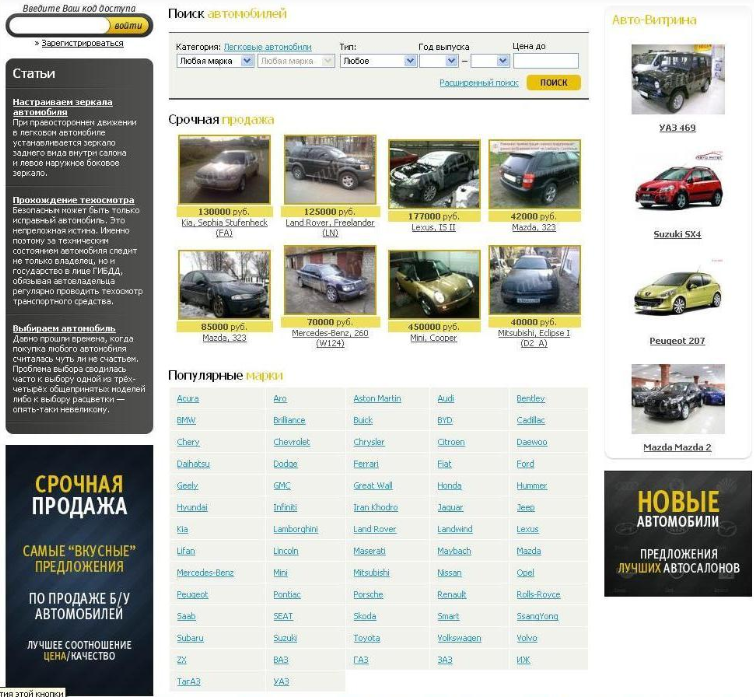 Введите Ваш код доступа
войти
» Зарегистрироваться
Статьи
Настраиваем зеркала
автомобиля
При правостороннем движении
в легковом автомобиле
устанавливается зеркало
заднего вида внутри салона
и левое наружное боковое
зеркало.
Прохождение техосмотра
Безопасным может быть только
исправный автомобиль. Это
непреложная истина. Именно
поэтому за техническим
состоянием автомобиля следит
не только владелец, но и
государство в лице ГИБДД,
обязывая автовладельца
регулярно проводить техосмотр
транспортного средства.
Выбираем автомобиль
Давно прошли времена, когда
покупка любого автомобиля
считалась чуть ли не счастьем.
Проблема выбора сводилась
часто к выбору одной из трёх-
четырёх общепринятых моделей
либо к выбору расцветки —
опять-таки невеликому.
СРОЧНАЯ
ПРОДАЖА
САМЫЕ “ВКУСНЫЕ”
ПРЕДЛОЖЕНИЯ
ПО ПРОДАЖЕ Б/У
АВТОМОБИЛЕЙ
ЛУЧШЕЕ СООТНОШЕНИЕ
ЦЕНА/КАЧЕСТВО
тия этой кнопки
Поиск автомобилей
Категория: Легковые автомобили Тип: Год выпуска Цена до
Любая марка Любая марка Любое –
Расширенный поиск ПОИСК
Срочная продажа
130000 руб. 125000 руб. 177000 руб. 42000 руб.
Kia, Sephia Stufenheck
(FA)
Land Rover, Freelander
(LN)
Lexus, IS II
Mazda, 323
85000 руб. 70000 руб. 450000 руб. 40000 руб.
Mazda, 323
Mercedes-Benz, 260
(W124)
Mini, Cooper
Mitsubishi, Eclipse I
(D2_A)
Популярные марки
Acura Aro Aston Martin Audi Bentley
BMW Brilliance Buick BYD Cadillac
Chery Chevrolet Chrysler Citroen Daewoo
Daihatsu Dodge Ferrari Fiat Ford
Geely GMC Great Wall Honda Hummer
Hyundai Infiniti Iran Khodro Jaguar Jeep
Kia Lamborghini Land Rover Landwind Lexus
Lifan Lincoln Maserati Maybach Mazda
Mercedes-Benz Mini Mitsubishi Nissan Opel
Peugeot Pontiac Porsche Renault Rolls-Royce
Saab SEAT Skoda Smart SsangYong
Subaru Suzuki Toyota Volkswagen Volvo
ZX ВАЗ ГАЗ ЗАЗ ИЖ
ТагАЗ УАЗ
Авто-Витрина
УАЗ 469
Suzuki SX4
Peugeot 207
Mazda Mazda 2
НОВЫЕ
АВТОМОБИЛИ
ПРЕДЛОЖЕНИЯ
ЛУЧШИХ АВТОСАЛОНОВ